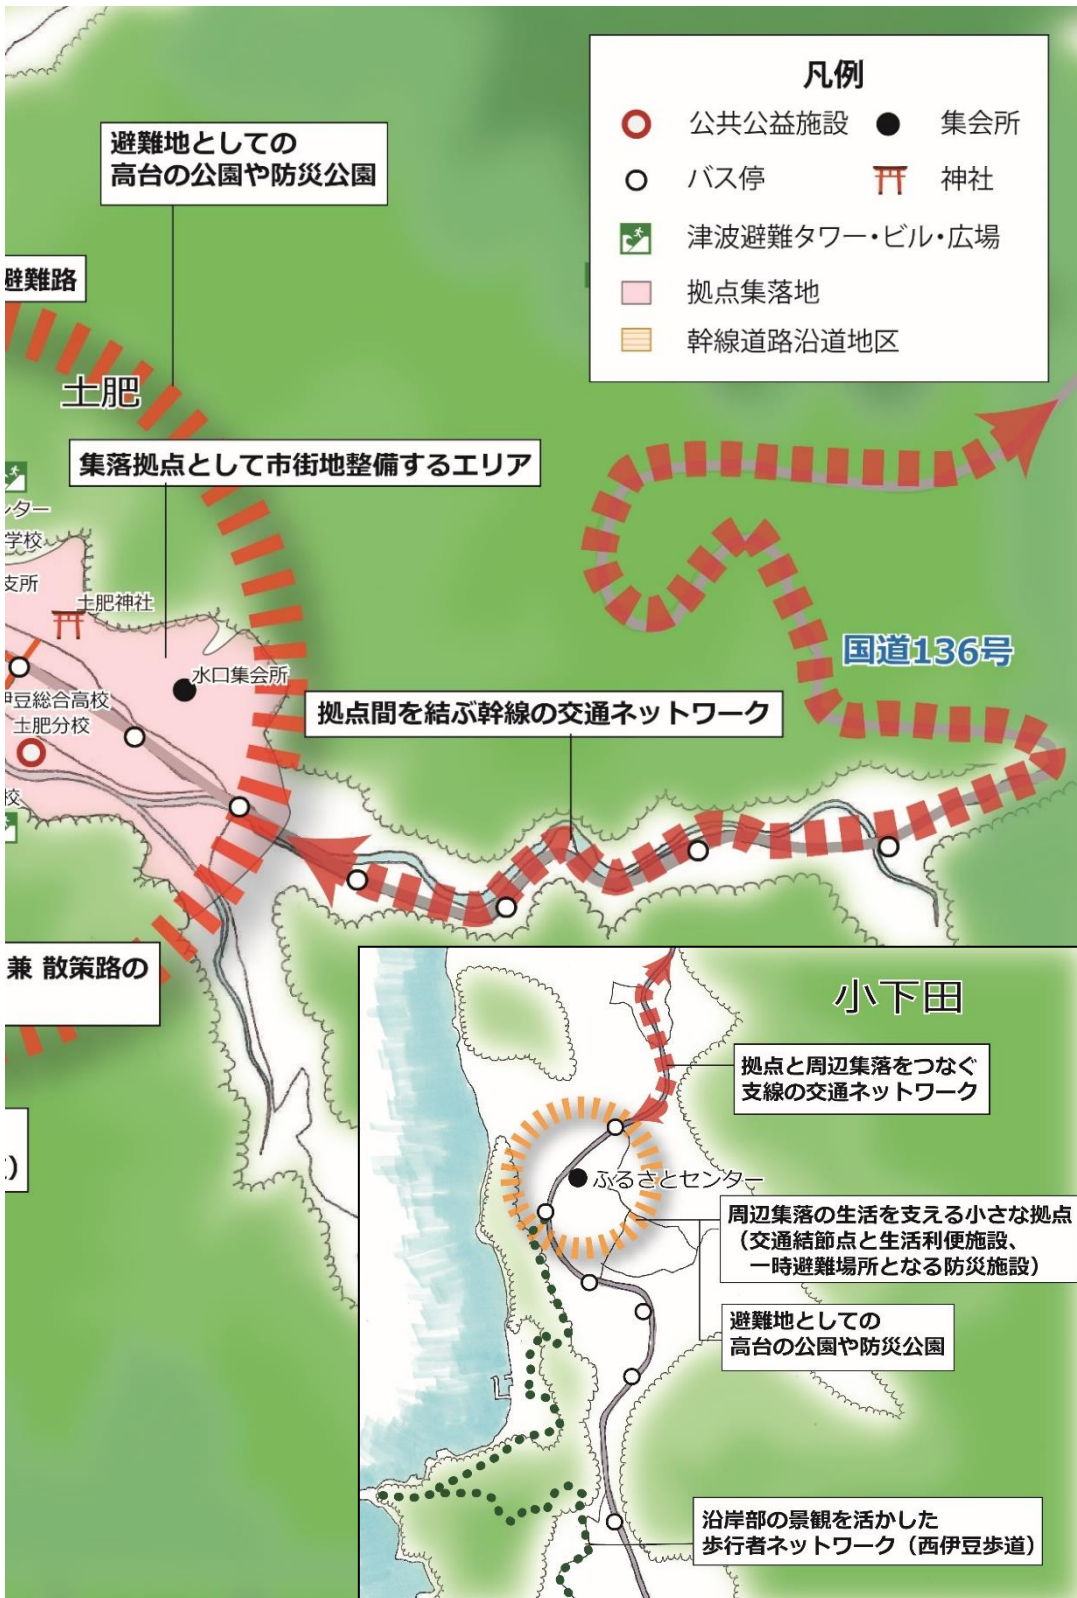 凡例
公共公益施設
集会所
バス停
神社
津波避難タワー・ビル・広場
拠点集落地
幹線道路沿道地区
避難地としての
高台の公園や防災公園
避難路
土肥
集落拠点として市街地整備するエリア
ンター
学校
支所
土肥神社
水口集会所
伊豆総合高校
土肥分校
校
国道136号
拠点間を結ぶ幹線の交通ネットワーク
兼 散策路の
小下田
拠点と周辺集落をつなぐ
支線の交通ネットワーク
ふるさとセンター
周辺集落の生活を支える小さな拠点
（交通結節点と生活利便施設、
一時避難場所となる防災施設）
避難地としての
高台の公園や防災公園
沿岸部の景観を活かした
歩行者ネットワーク（西伊豆歩道）